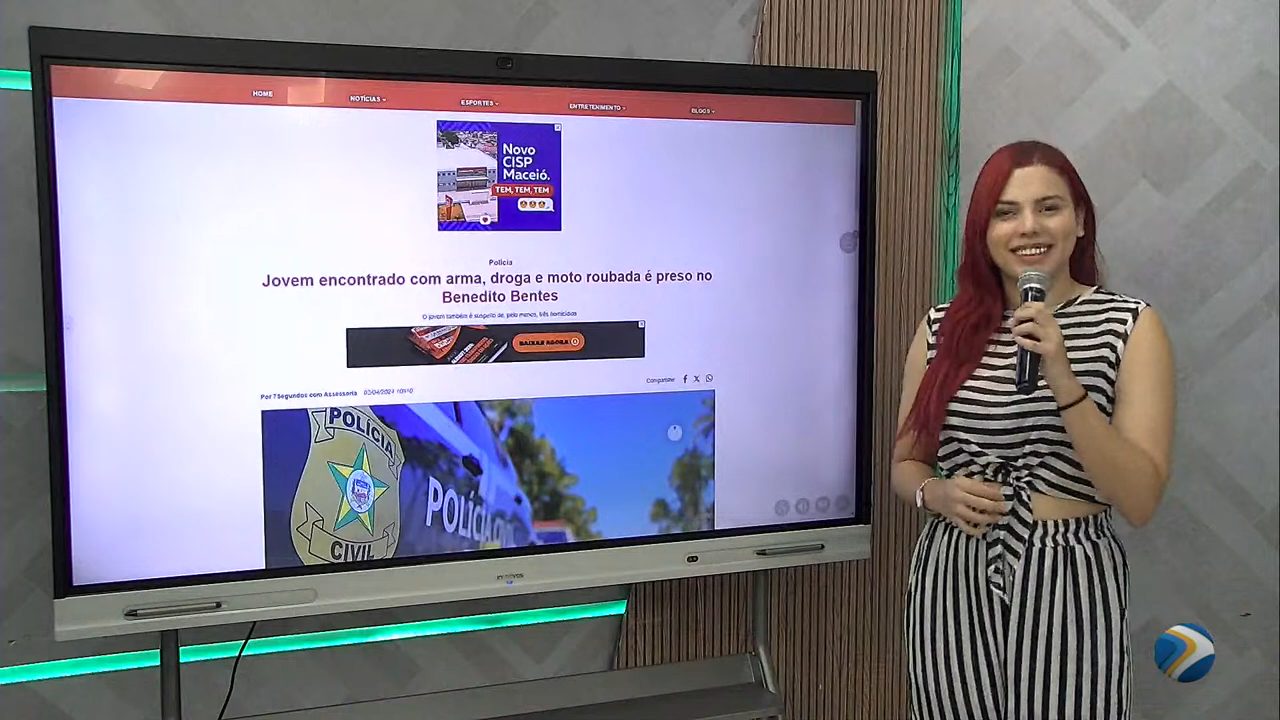 HOME
NOTÍCIAS
ESPORTES
ENTRETENIMENTO
BLOGS
Novo
CISP
Maceió.
TEM, TEM, TEM
Polícia
Jovem encontrado com arma, droga e moto roubada é preso no
Benedito Bentes
O jovem também é suspeito de, pelo menos, três homicídios
BAIXAR AGORA
Compartilhe
Por 7Segundos com Assessoria
POLÍCIA
CIVIL
POLÍCIA CIVIL